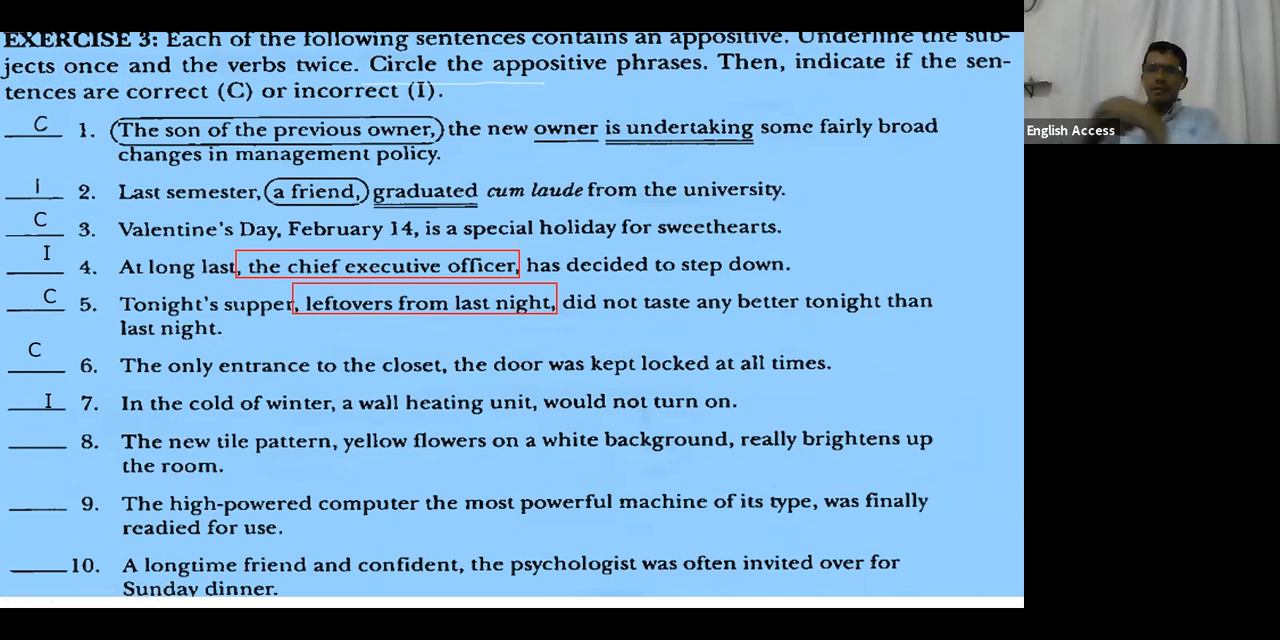 EXERCISE 3: Each of the following sentences contains an appositive. Underline the sub-
jects once and the verbs twice. Circle the appositive phrases. Then, indicate if the sen-
tences are correct (C) or incorrect (I).
C 1. The son of the previous owner, the new owner is undertaking some fairly broad
changes in management policy.
I 2. Last semester, a friend, graduated cum laude from the university.
C 3. Valentine's Day, February 14, is a special holiday for sweethearts.
I 4. At long last, the chief executive officer, has decided to step down.
C 5. Tonight's supper, leftovers from last night, did not taste any better tonight than
last night.
C 6. The only entrance to the closet, the door was kept locked at all times.
I 7. In the cold of winter, a wall heating unit, would not turn on.
8. The new tile pattern, yellow flowers on a white background, really brightens up
the room.
9. The high-powered computer the most powerful machine of its type, was finally
readied for use.
10. A longtime friend and confident, the psychologist was often invited over for
Sunday dinner.
English Access